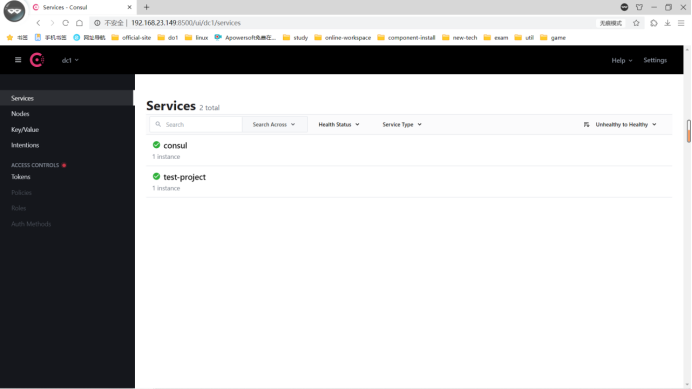 Services - Consul
不安全 | 192.168.23.149:8500/ui/dc1/services
无痕模式
书签 手机书签 网址导航 official-site do1 linux Apowersoft免费在... study online-workspace component-install new-tech exam util game
dc1
Help
Settings
Services
Nodes
Key/Value
Intentions
ACCESS CONTROLS
Tokens
Policies
Roles
Auth Methods
Services 2 total
Search
Search Across
Health Status
Service Type
Unhealthy to Healthy
consul
1 instance
test-project
1 instance